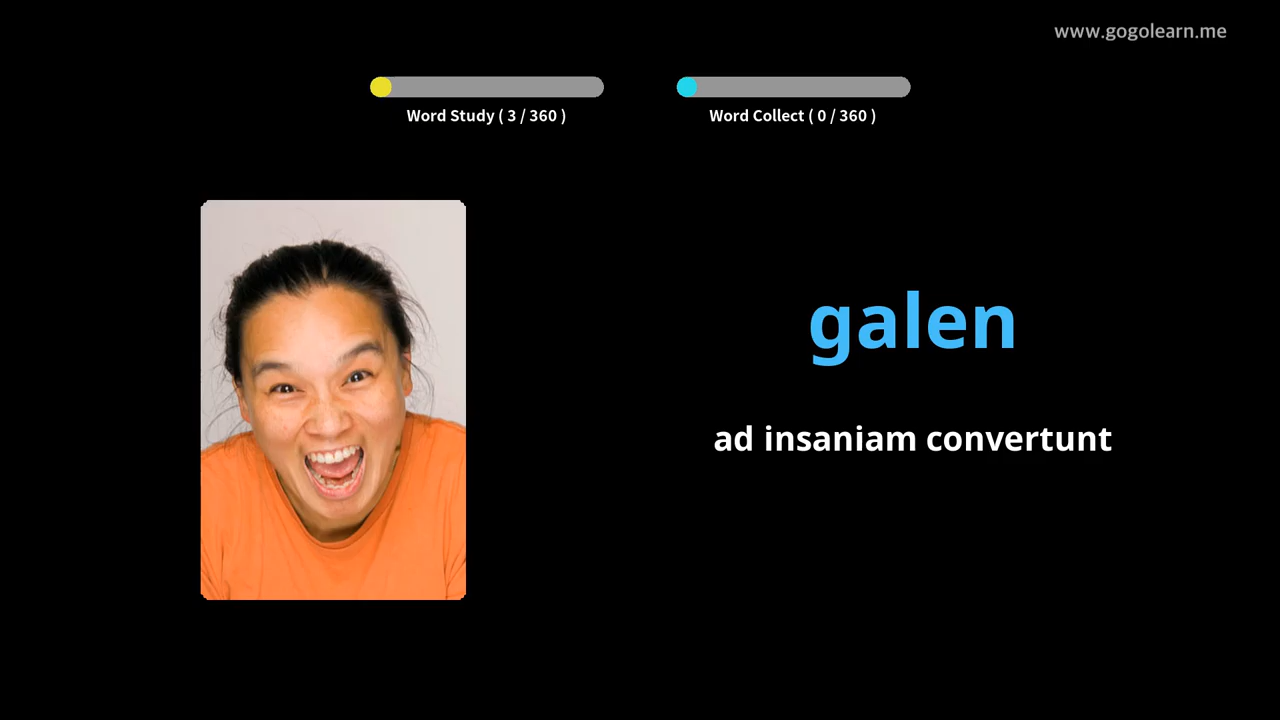 www.gogolearn.me
Word Study ( 3 / 360 )
Word Collect ( 0 / 360 )
galen
ad insaniam convertunt